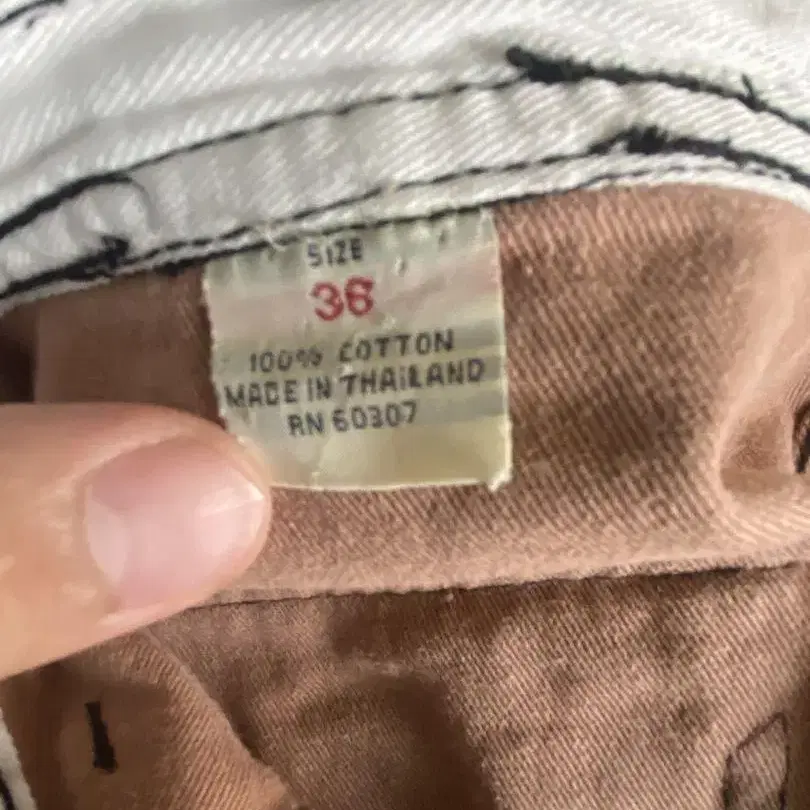 SIZE
36
100% COTTON
MADE IN THAILAND
RN 60307